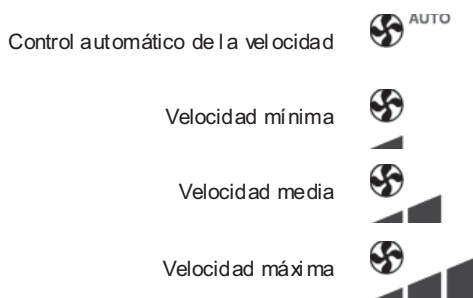 Control automático de la velocidad AUTO
Velocidad mínima
Velocidad media
Velocidad máxima